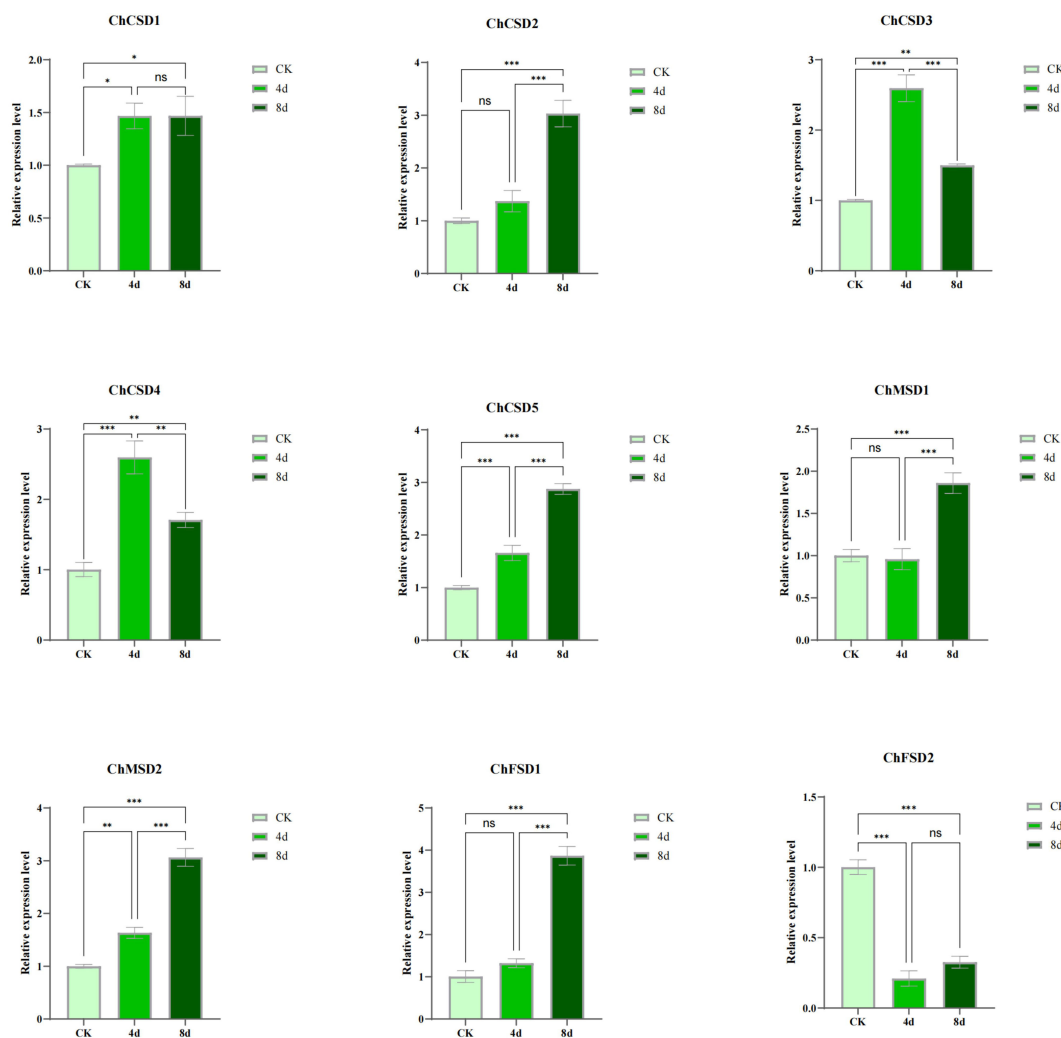 ChCSD1
Relative expression level
2.0
1.5
1.0
0.5
0.0
*
*
ns
CK
4d
8d
CK
4d
8d
ChCSD2
Relative expression level
4
3
2
1
0
***
ns
***
CK
4d
8d
CK
4d
8d
ChCSD3
Relative expression level
3
2
1
0
**
***
***
CK
4d
8d
CK
4d
8d
ChCSD4
Relative expression level
3
2
1
0
**
***
**
CK
4d
8d
CK
4d
8d
ChCSD5
Relative expression level
4
3
2
1
0
***
***
***
CK
4d
8d
CK
4d
8d
ChMSD1
Relative expression level
2.5
2.0
1.5
1.0
0.5
0.0
***
ns
***
CK
4d
8d
CK
4d
8d
ChMSD2
Relative expression level
4
3
2
1
0
***
**
***
CK
4d
8d
CK
4d
8d
ChFSD1
Relative expression level
5
4
3
2
1
0
***
ns
***
CK
4d
8d
CK
4d
8d
ChFSD2
Relative expression level
1.5
1.0
0.5
0.0
***
***
ns
CK
4d
8d
CK
4d
8d